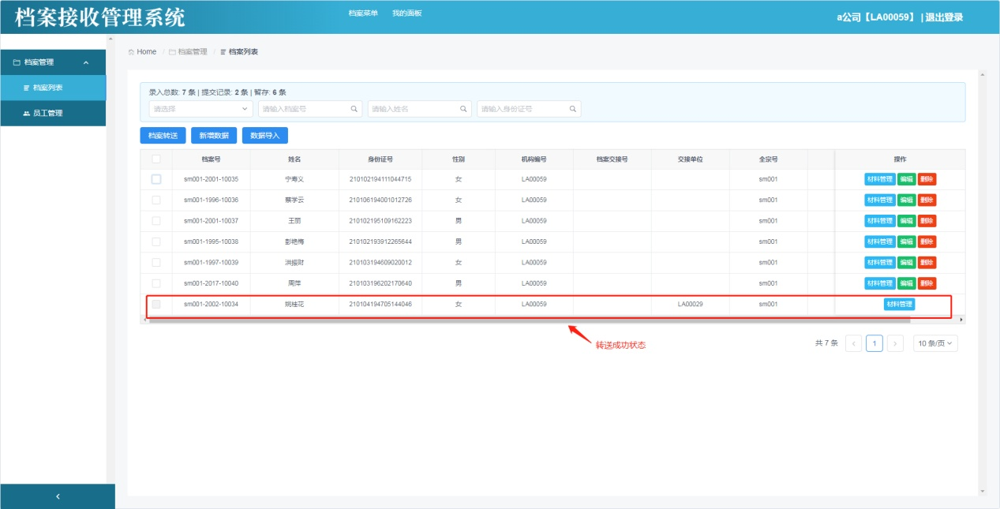 档案接收管理系统
档案菜单 我的面板
a公司【LA00059】 | 退出登录
档案管理
档案列表
员工管理
Home / 档案管理 / 档案列表
录入总数: 7 条 | 提交记录: 2 条 | 暂存: 6 条
请选择 请输入档案号 请输入姓名 请输入身份证号
档案转送 新增数据 数据导入
档案号 姓名 身份证号 性别 机构编号 档案交接号 交接单位 全宗号 操作
sm001-2001-10035 宁寿义 210102194111044715 女 LA00059 sm001 材料管理 编辑 删除
sm001-1996-10036 蔡学云 210106194001012726 女 LA00059 sm001 材料管理 编辑 删除
sm001-2001-10037 王丽 210102195109162223 男 LA00059 sm001 材料管理 编辑 删除
sm001-1995-10038 彭艳梅 210102193912265644 男 LA00059 sm001 材料管理 编辑 删除
sm001-1997-10039 洪振财 210103194609020012 女 LA00059 sm001 材料管理 编辑 删除
sm001-2017-10040 周萍 210103196202170640 男 LA00059 sm001 材料管理 编辑 删除
sm001-2002-10034 姚桂花 210104194705144046 女 LA00059 LA00029 sm001 材料管理
转送成功状态
共 7 条 1 10 条/页